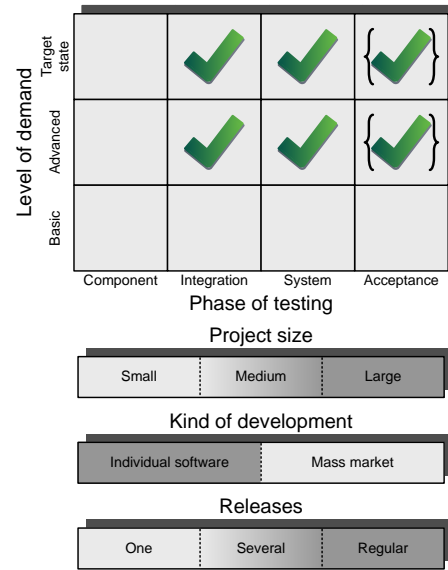 Level of demand
Target
state
Advanced
Basic
Component Integration System Acceptance
Phase of testing
Project size
Small Medium Large
Kind of development
Individual software Mass market
Releases
One Several Regular